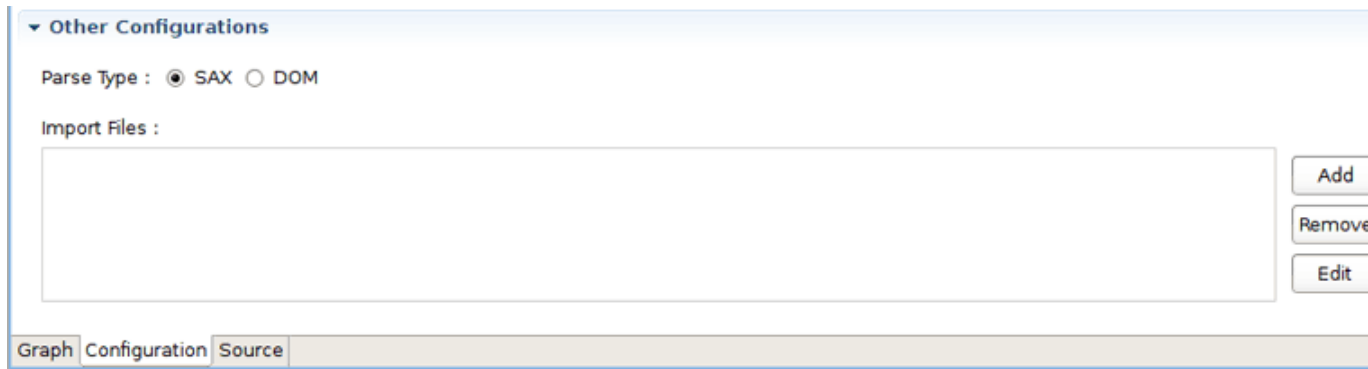 Other Configurations
Parse Type : SAX DOM
Import Files :
Add
Remove
Edit
Graph Configuration Source